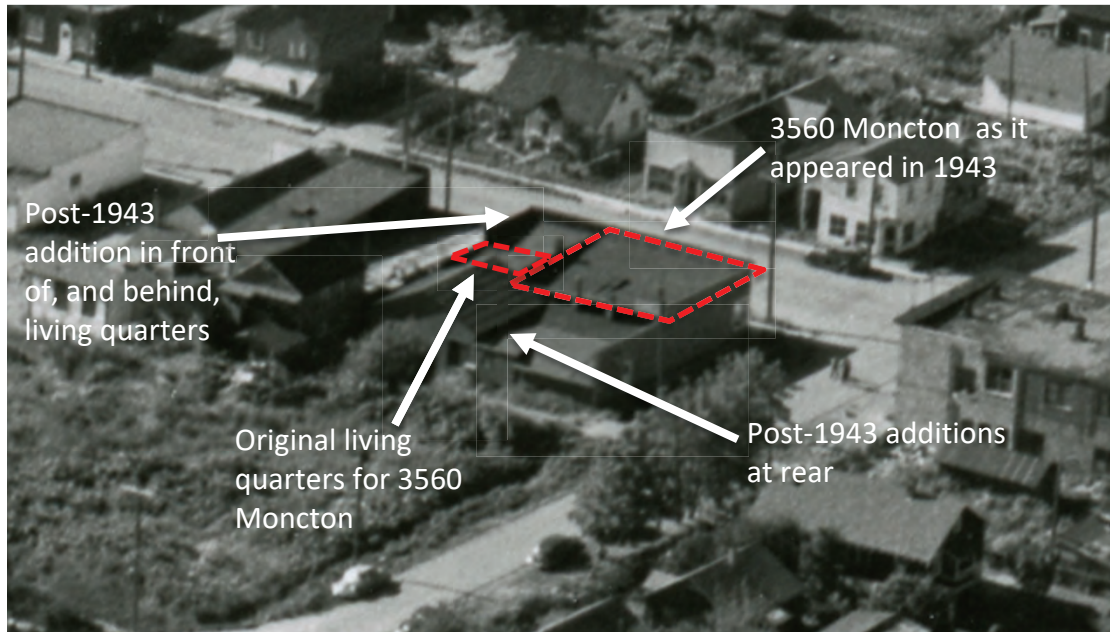 3560 Moncton as it
appeared in 1943
Post-1943
addition in front
of, and behind,
living quarters
Original living
quarters for 3560
Moncton
Post-1943 additions
at rear